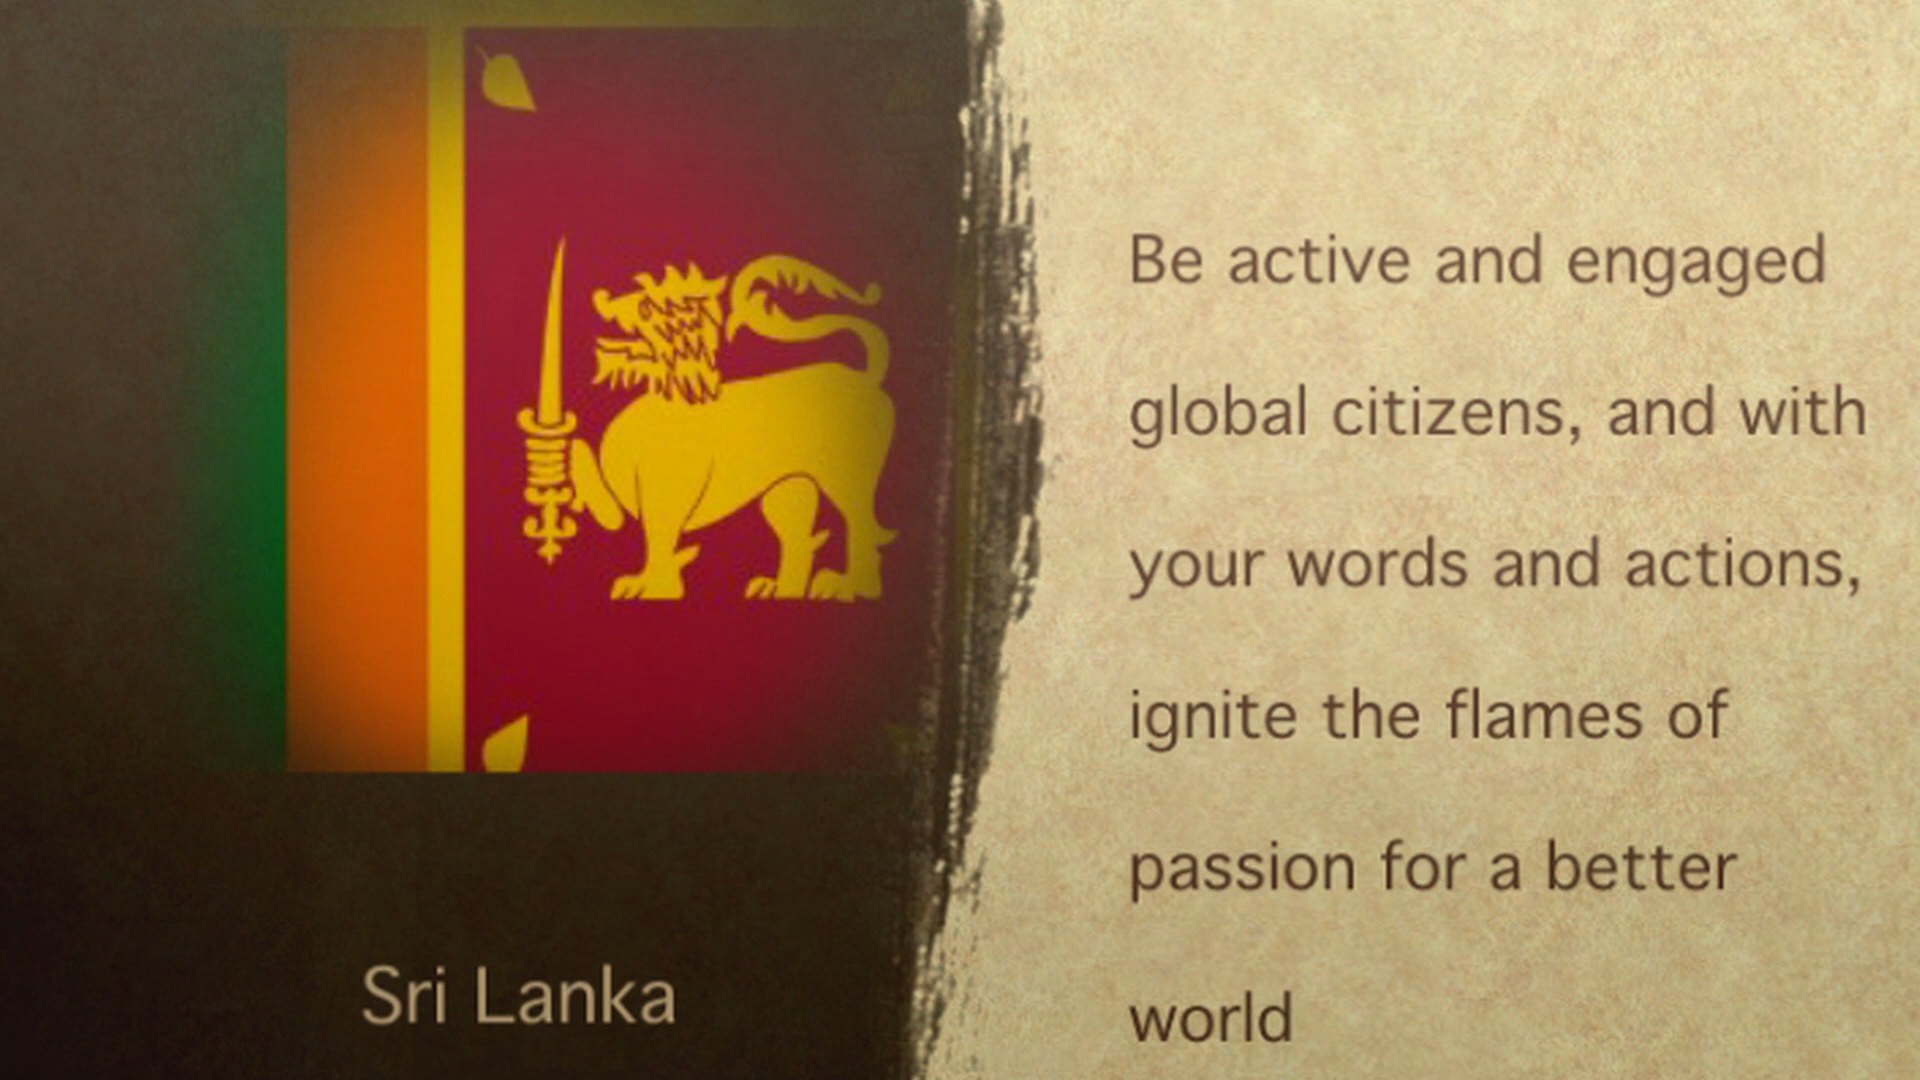 Sri Lanka
Be active and engaged
global citizens, and with
your words and actions,
ignite the flames of
passion for a better
world